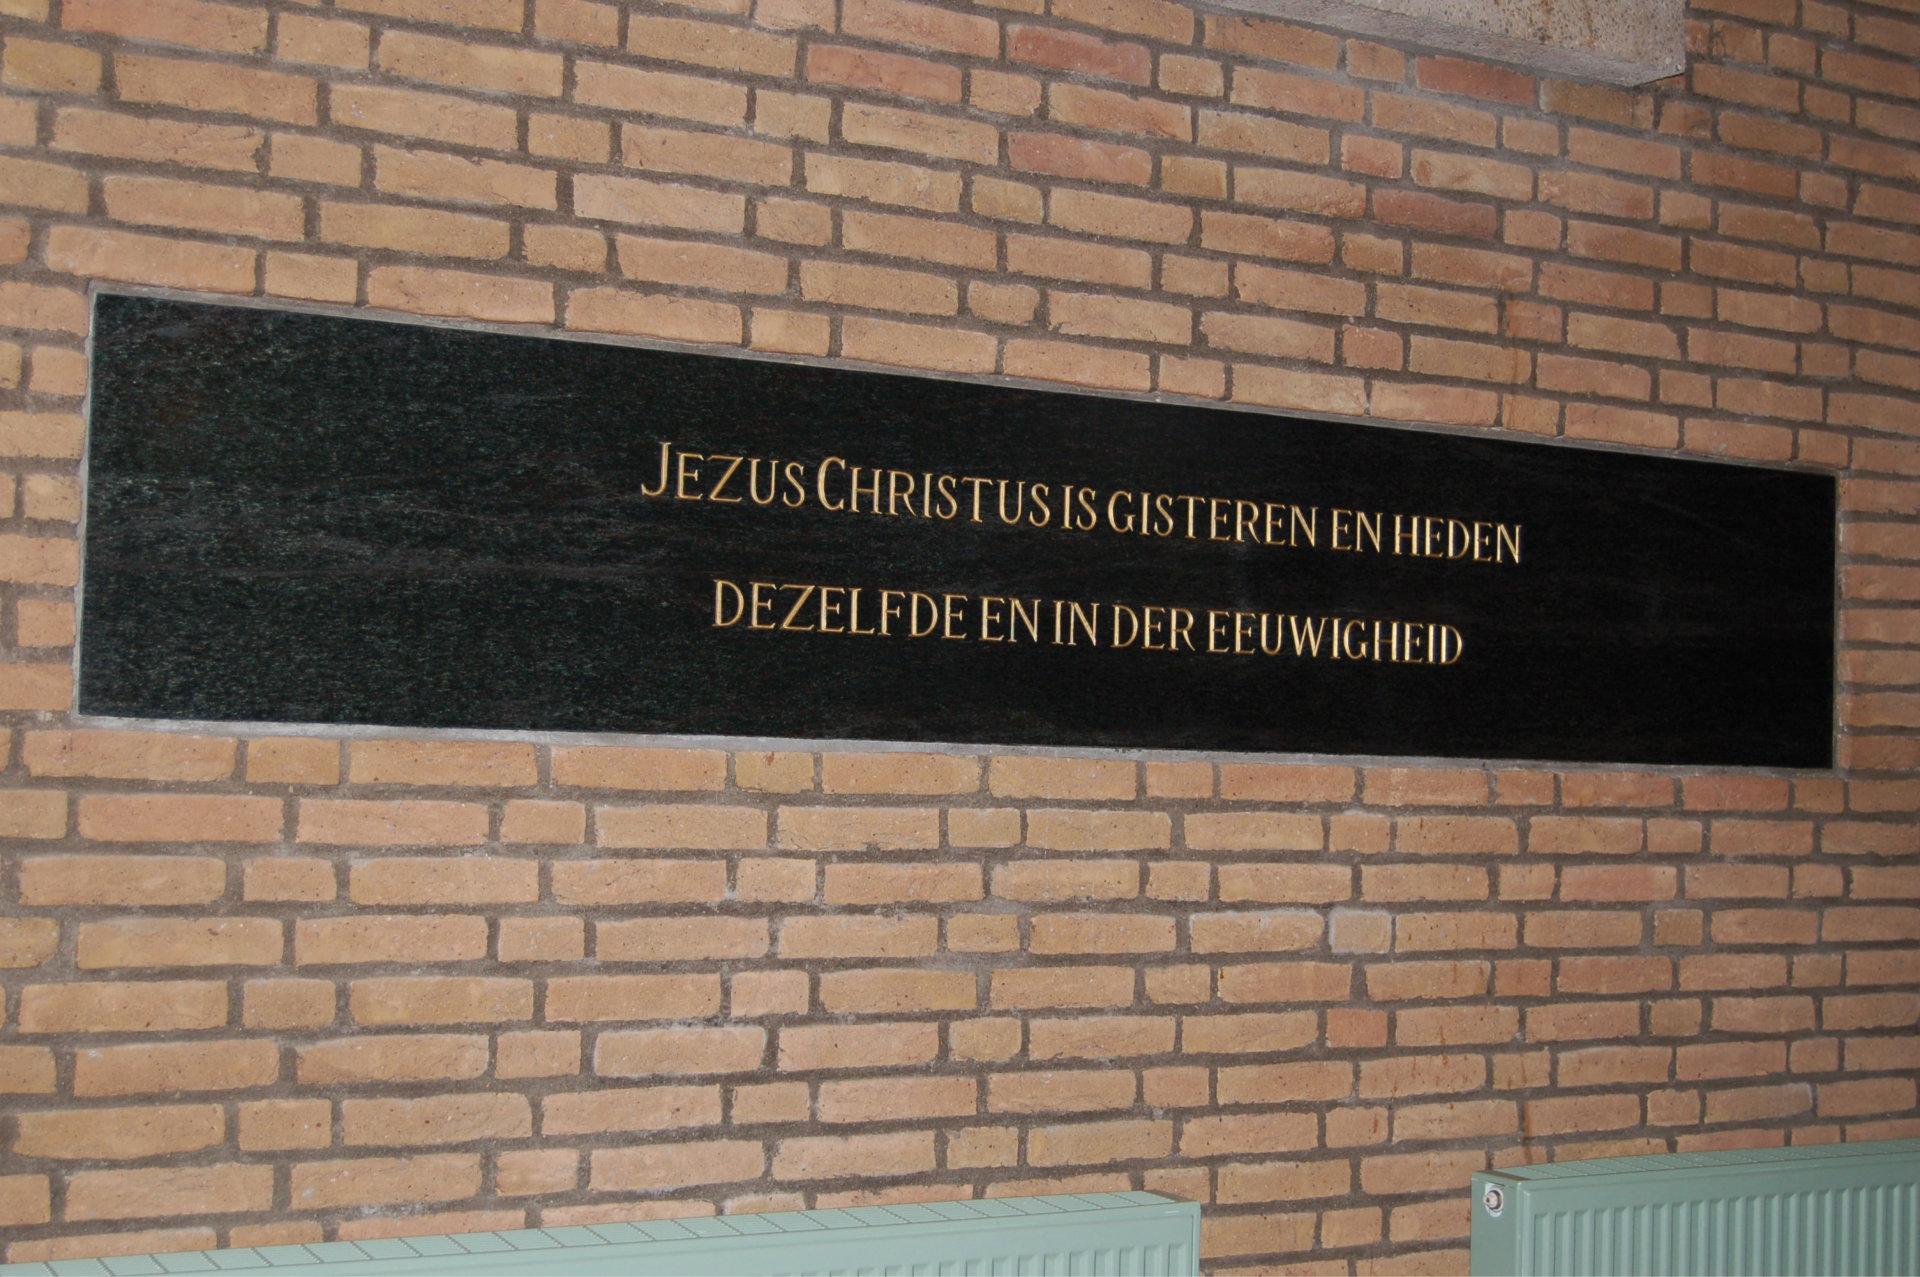 JEZUS CHRISTUS IS GISTEREN EN HEDEN
DEZELFDE EN IN DER EEUWIGHEID